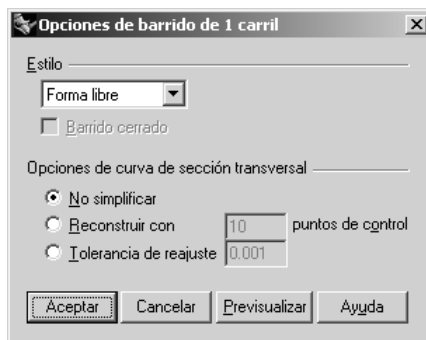 Opciones de barrido de 1 carril
Estilo
Forma libre
Barrido cerrado
Opciones de curva de sección transversal
No simplificar
Reconstruir con 10 puntos de control
Tolerancia de reajuste 0.001
Aceptar Cancelar Previsualizar Ayuda